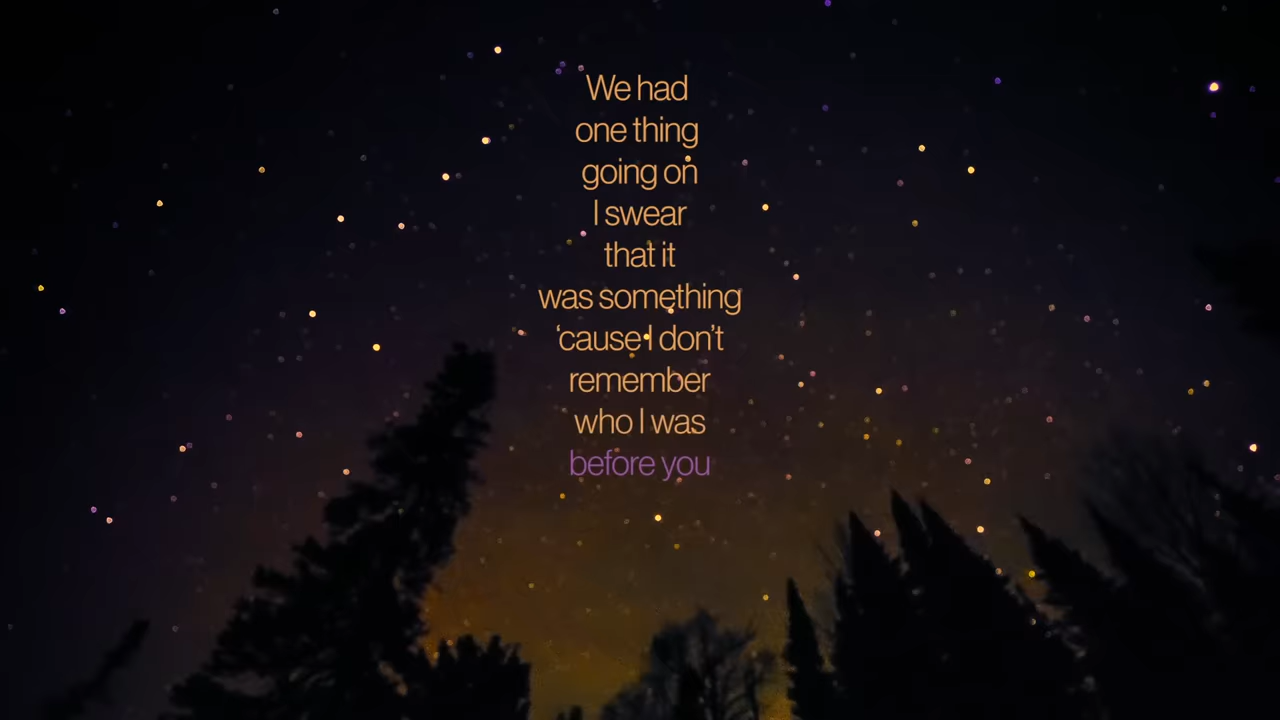 We had
one thing
going on
I swear
that it
was something
‘cause I don’t
remember
who I was
before you